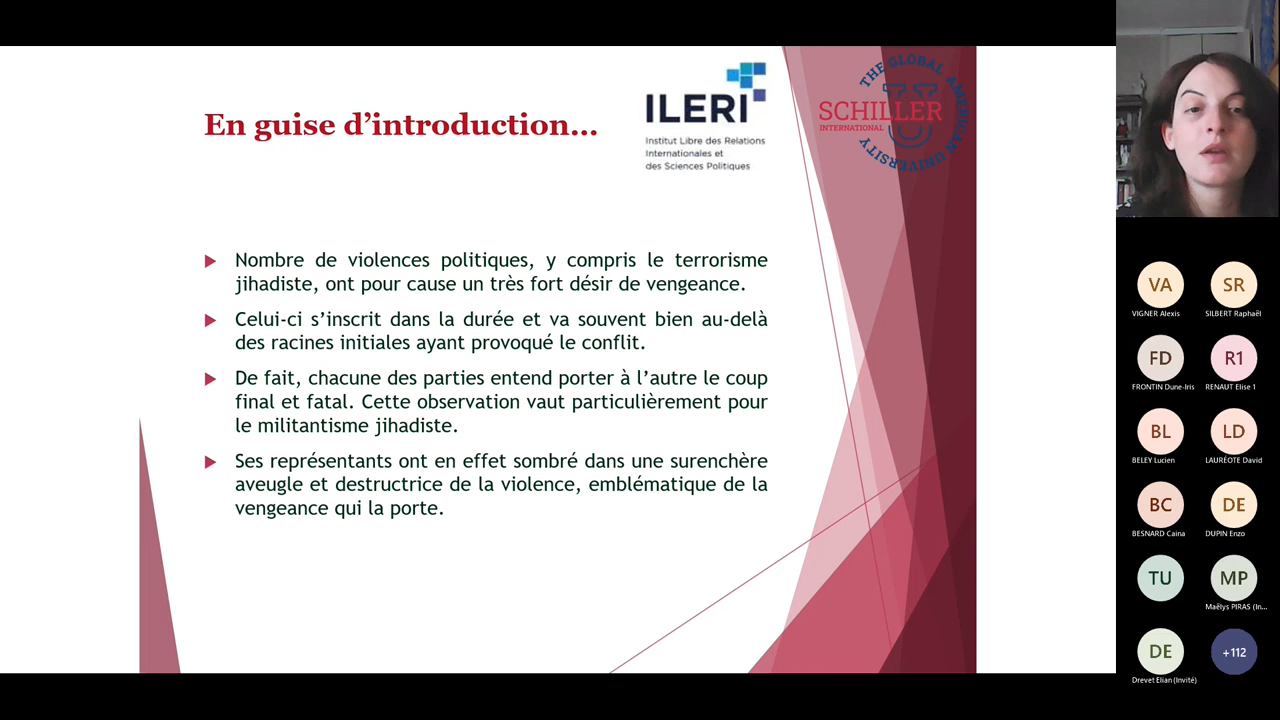 En guise d’introduction...
ILERI
Institut Libre des Relations
Internationales et
des Sciences Politiques
THE GLOBAL AMERICAN UNIVERSITY
SCHILLER
INTERNATIONAL
U
Nombre de violences politiques, y compris le terrorisme
jihadiste, ont pour cause un très fort désir de vengeance.
Celui-ci s’inscrit dans la durée et va souvent bien au-delà
des racines initiales ayant provoqué le conflit.
De fait, chacune des parties entend porter à l’autre le coup
final et fatal. Cette observation vaut particulièrement pour
le militantisme jihadiste.
Ses représentants ont en effet sombré dans une surenchère
aveugle et destructrice de la violence, emblématique de la
vengeance qui la porte.
VA
VIGNER Alexis
SR
SILBERT Raphaël
FD
FRONTIN Dune-Iris
R1
RENAUT Elise 1
BL
BELEY Lucien
LD
LAURÉOTE David
BC
BESNARD Caina
DE
DUPIN Enzo
TU
MP
Maëlys PIRAS (In...
DE
Drevet Elian (Invité)
+112